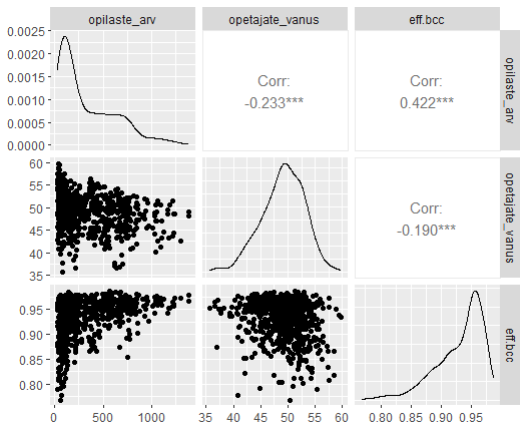 opilaste_arv opetajate_vanus eff.bcc
0.0025
0.0020
0.0015
0.0010
0.0005
0.0000
Corr:
-0.233***
Corr:
0.422***
opilaste_arv
60
55
50
45
40
35
Corr:
-0.190***
opetajate_vanus
0.95
0.90
0.85
0.80
eff.bcc
0 500 1000 35 40 45 50 55 60 0.80 0.85 0.90 0.95